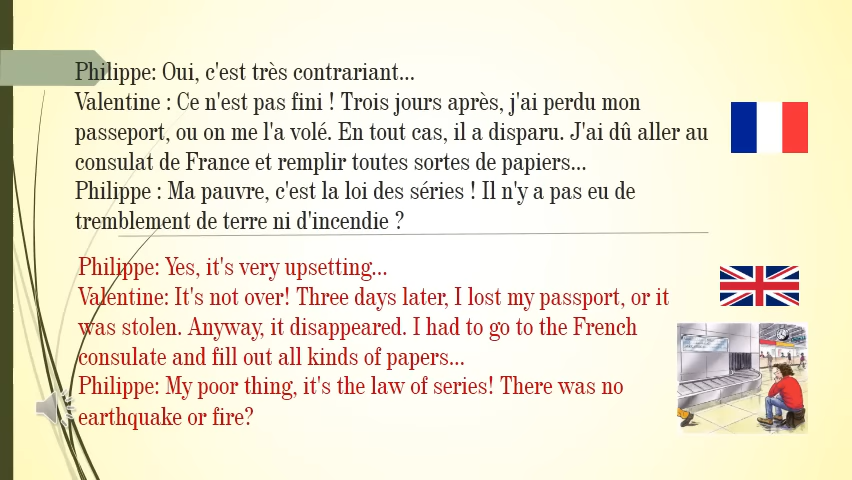 Philippe: Oui, c'est très contrariant...
Valentine : Ce n'est pas fini ! Trois jours après, j'ai perdu mon
passeport, ou on me l'a volé. En tout cas, il a disparu. J'ai dû aller au
consulat de France et remplir toutes sortes de papiers...
Philippe : Ma pauvre, c'est la loi des séries ! Il n'y a pas eu de
tremblement de terre ni d'incendie ?
Philippe: Yes, it's very upsetting...
Valentine: It's not over! Three days later, I lost my passport, or it
was stolen. Anyway, it disappeared. I had to go to the French
consulate and fill out all kinds of papers...
Philippe: My poor thing, it's the law of series! There was no
earthquake or fire?